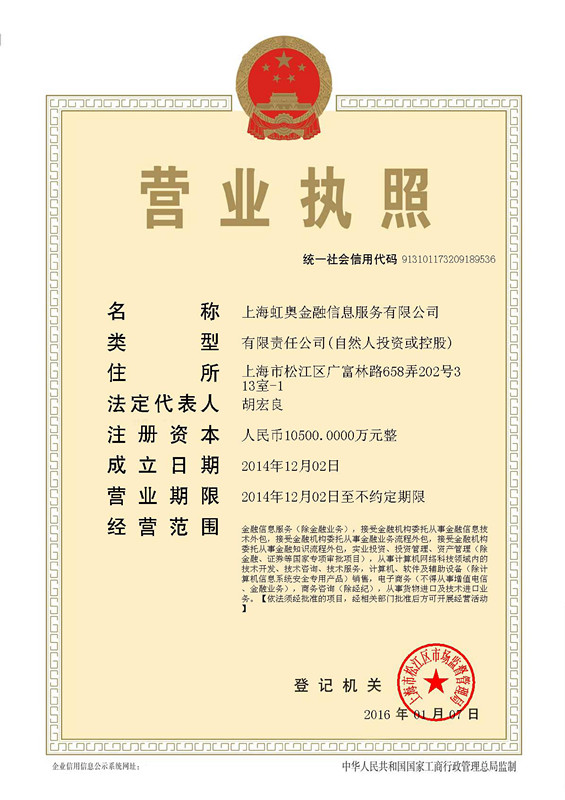 营业执照
统一社会信用代码 913101173209189536
名称 上海虹奥金融信息服务有限公司
类型 有限责任公司(自然人投资或控股)
住所 上海市松江区广富林路658弄202号3
13室-1
法定代表人 胡宏良
注册资本 人民币10500.0000万元整
成立日期 2014年12月02日
营业期限 2014年12月02日至不约定期限
经营范围 金融信息服务（除金融业务），接受金融机构委托从事金融信息技
术外包，接受金融机构委托从事金融业务流程外包，接受金融机构
委托从事金融知识流程外包，实业投资、投资管理、资产管理（除
金融、证券等国家专项审批项目），从事计算机网络科技领域内的
技术开发、技术咨询、技术服务，计算机、软件及辅助设备（除计
算机信息系统安全专用产品）销售，电子商务（不得从事增值电信
、金融业务），商务咨询（除经纪），从事货物进口及技术进口业
务。【依法须经批准的项目，经相关部门批准后方可开展经营活动
】
登记机关
上海市松江区市场监督管理局
2016 年 01 月 07 日
企业信用信息公示系统网址：
中华人民共和国国家工商行政管理总局监制